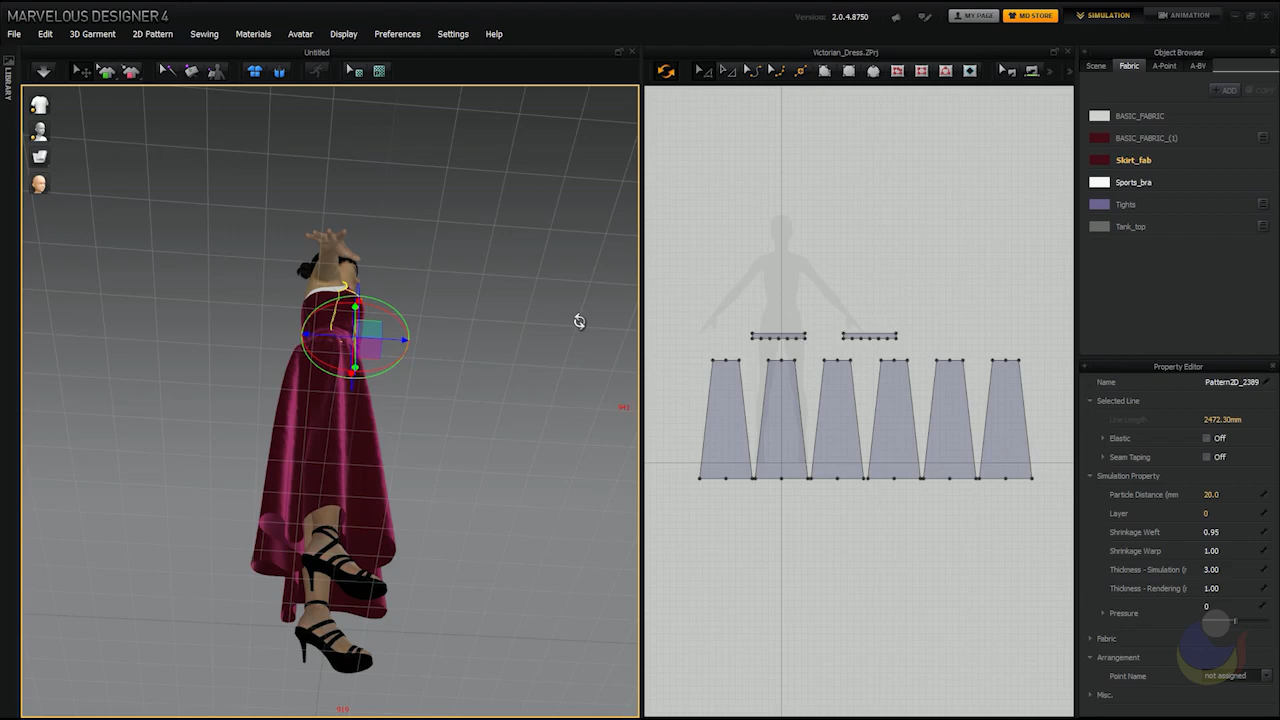 MARVELOUS DESIGNER 4
Version: 2.0.4.8750
MY PAGE
MD STORE
SIMULATION
ANIMATION
File Edit 3D Garment 2D Pattern Sewing Materials Avatar Display Preferences Settings Help
LIBRARY
Untitled
Victorian_Dress.ZPrj
Object Browser
Scene Fabric A-Point A-BV
+ ADD COPY
BASIC_FABRIC
BASIC_FABRIC_(1)
Skirt_fab
Sports_bra
Tights
Tank_top
Property Editor
Name Pattern2D_2389
Selected Line
Line Length 2472.30mm
Elastic Off
Seam Taping Off
Simulation Property
Particle Distance (mm 20.0
Layer 0
Shrinkage Weft 0.95
Shrinkage Warp 1.00
Thickness - Simulation (r 3.00
Thickness - Rendering (r 1.00
Pressure 0
Fabric
Arrangement
Point Name not assigned
Misc.
943
919